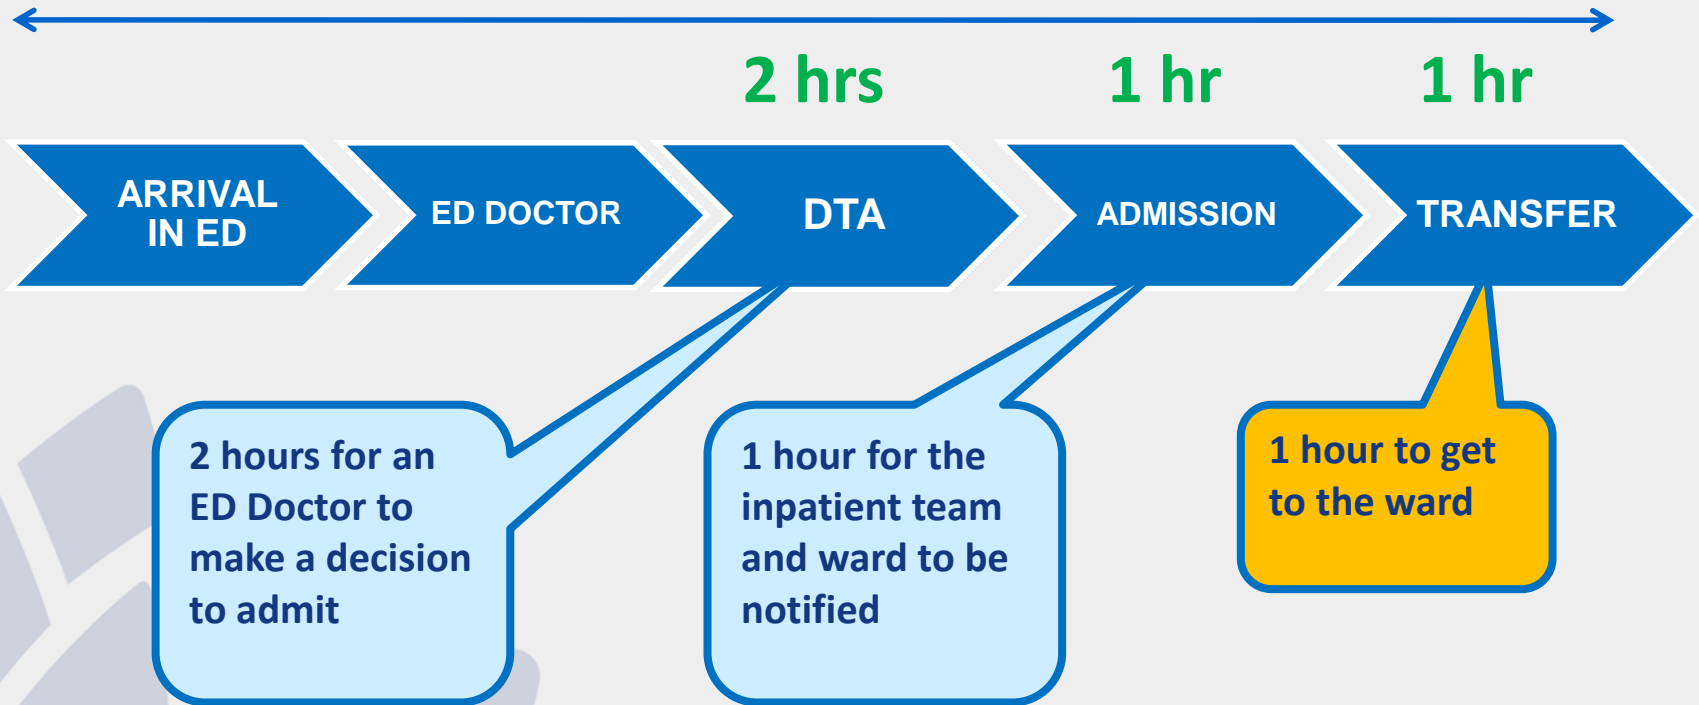 2 hrs
1 hr
1 hr
ARRIVAL
IN ED
ED DOCTOR
DTA
ADMISSION
TRANSFER
2 hours for an
ED Doctor to
make a decision
to admit
1 hour for the
inpatient team
and ward to be
notified
1 hour to get
to the ward